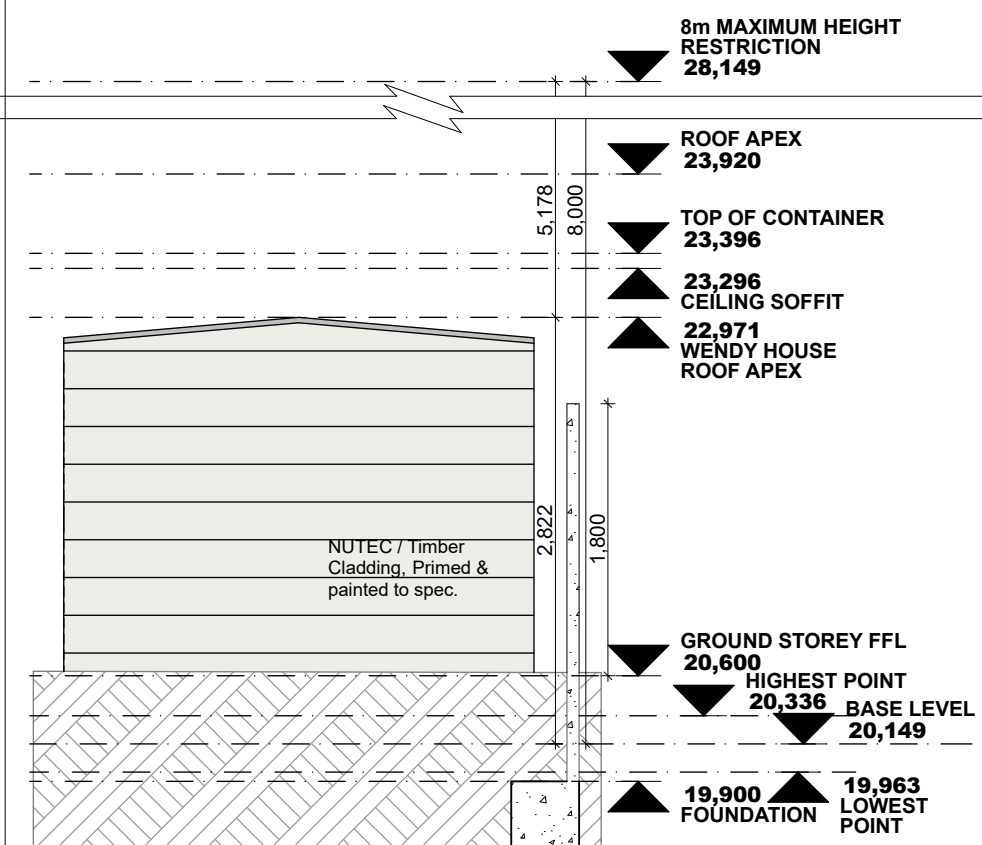 8m MAXIMUM HEIGHT
RESTRICTION
28,149
ROOF APEX
23,920
5,178
8,000
TOP OF CONTAINER
23,396
23,296
CEILING SOFFIT
22,971
WENDY HOUSE
ROOF APEX
2,822
1,800
NUTEC / Timber
Cladding, Primed &
painted to spec.
GROUND STOREY FFL
20,600
HIGHEST POINT
20,336
BASE LEVEL
20,149
19,900
FOUNDATION
19,963
LOWEST
POINT